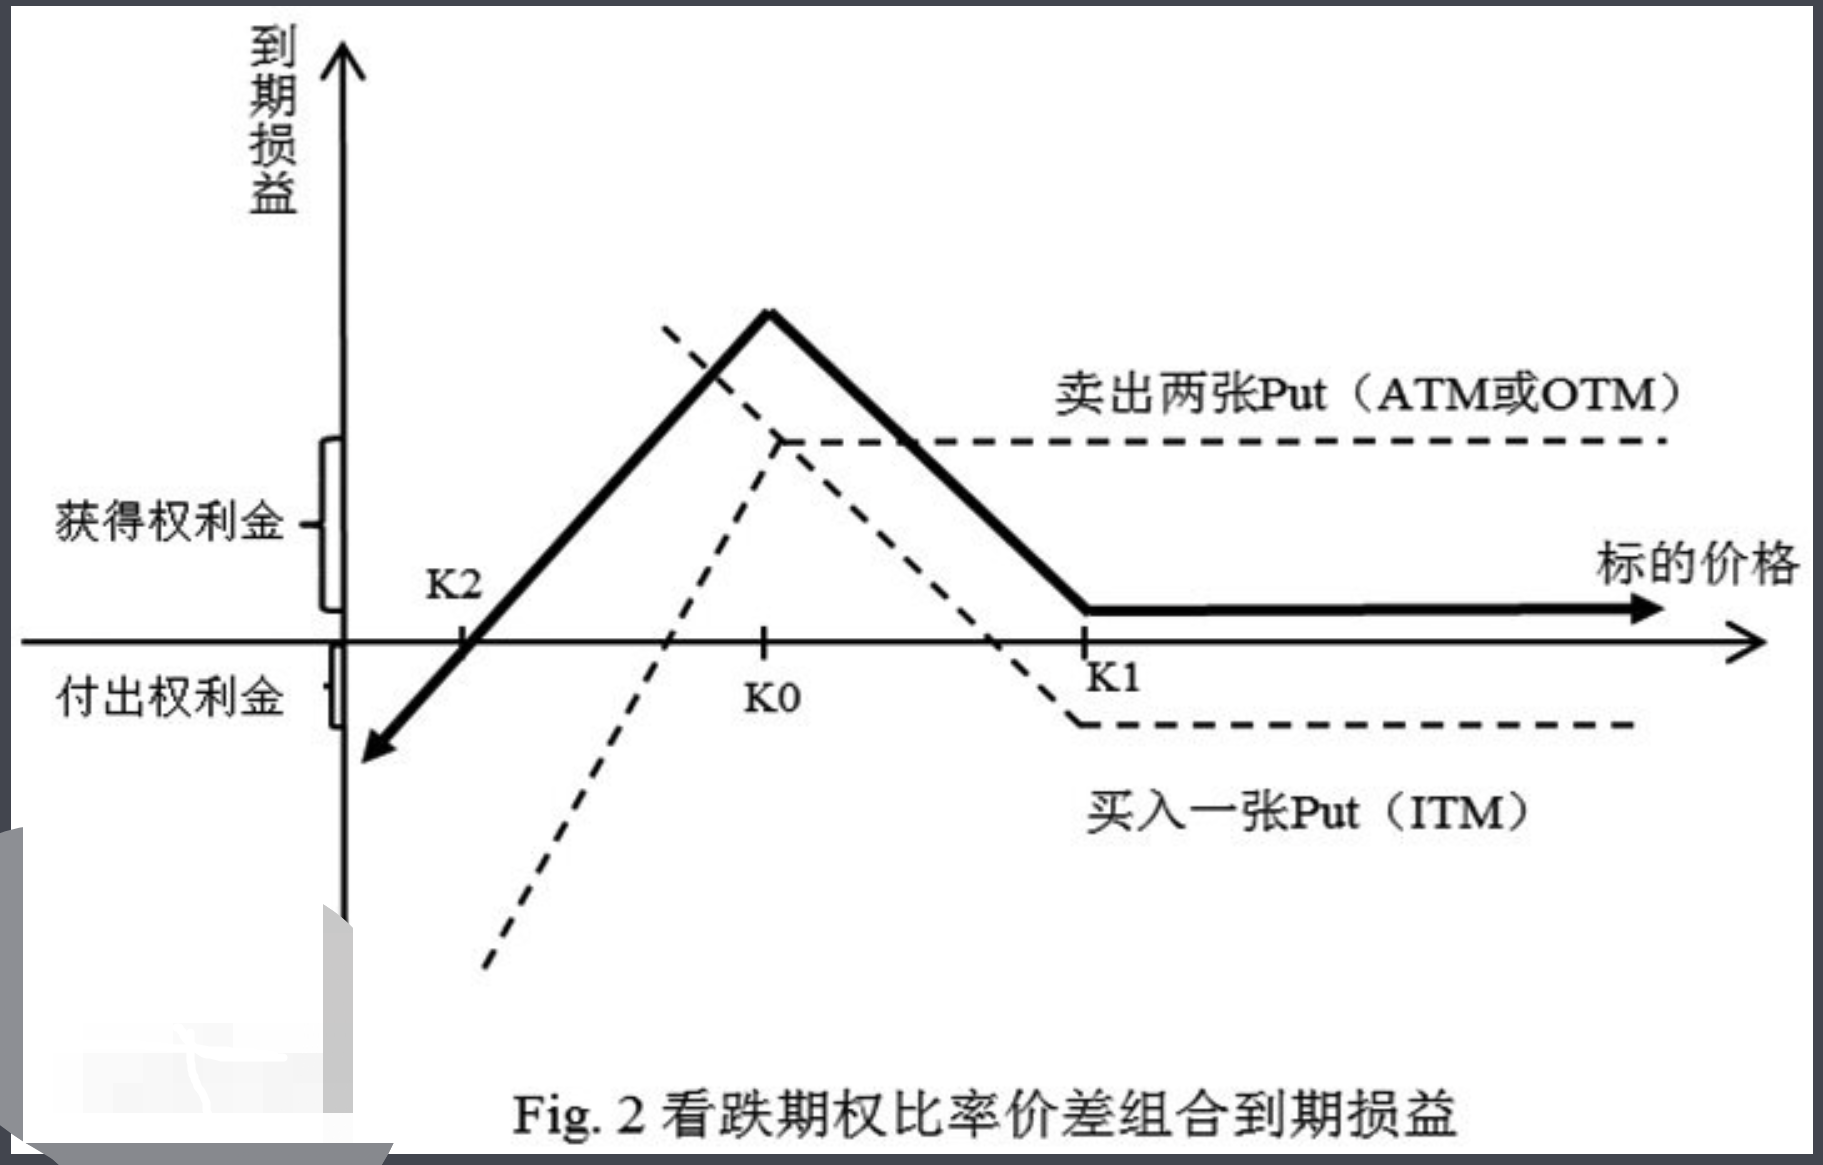 到期损益
卖出两张Put（ATM或OTM）
获得权利金
标的价格
K2
K1
付出权利金
K0
买入一张Put（ITM）
Fig. 2 看跌期权比率价差组合到期损益